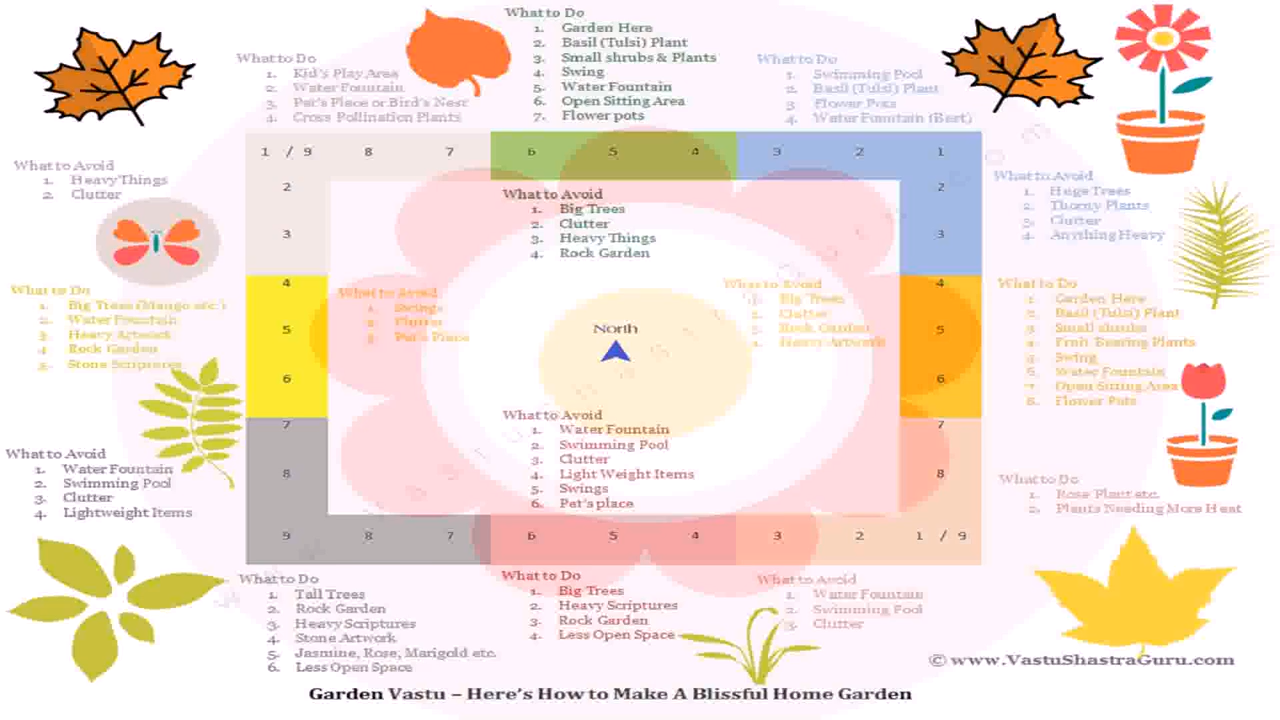 What to Do
1. Garden Here
2. Basil (Tulsi) Plant
3. Small shrubs & Plants
4. Swing
5. Water Fountain
6. Open Sitting Area
7. Flower pots
What to Do
1. Kid's Play Area
2. Water Fountain
3. Pet's Place or Bird's Nest
4. Cross Pollination Plants
What to Do
1. Swimming Pool
2. Basil (Tulsi) Plant
3 Flower Pots
4. Water Fountain (Best)
1 / 9 8 7 6 5 4 3 2 1
What to Avoid
1. Heavy Things
2. Clutter
What to Avoid
1. Big Trees
2. Clutter
3. Heavy Things
4. Rock Garden
What to Avoid
1. Huge Trees
2. Thorny Plants
3. Clutter
4. Anything Heavy
2 2
3 3
4 4
5 5
6 6
7 7
8 8
What to Do
1. Big Trees (Mango etc.)
2. Water Fountain
3. Heavy Artwork
4. Rock Garden
5. Stone Scriptures
What to Avoid
1. Swings
2. Clutter
3. Pet's Place
North
What to Avoid
1. Big Trees
2. Clutter
3. Rock Garden
4. Heavy Artwork
What to Do
1. Garden Here
2. Basil (Tulsi) Plant
3. Small shrubs
4. Fruit Bearing Plants
5. Swing
6. Water Fountain
7. Open Sitting Area
8. Flower Pots
What to Avoid
1. Water Fountain
2. Swimming Pool
3. Clutter
4. Lightweight Items
What to Avoid
1. Water Fountain
2. Swimming Pool
3. Clutter
4. Light Weight Items
5. Swings
6. Pet's place
What to Do
1. Rose Plant etc.
2. Plants Needing More Heat
9 8 7 6 5 4 3 2 1 / 9
What to Do
1. Tall Trees
2. Rock Garden
3. Heavy Scriptures
4. Stone Artwork
5. Jasmine, Rose, Marigold etc.
6. Less Open Space
What to Do
1. Big Trees
2. Heavy Scriptures
3. Rock Garden
4. Less Open Space
What to Avoid
1. Water Fountain
2. Swimming Pool
3. Clutter
© www.VastuShastraGuru.com
Garden Vastu – Here's How to Make A Blissful Home Garden